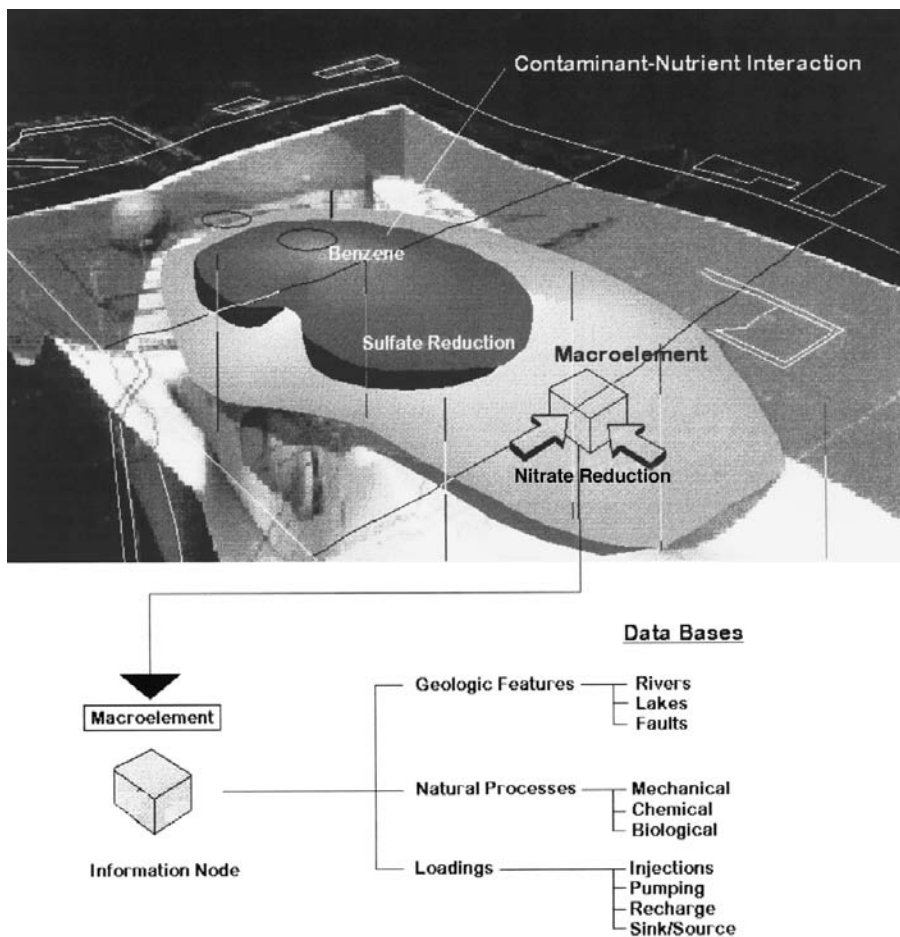 Contaminant-Nutrient Interaction
Benzene
Sulfate Reduction
Macroelement
Nitrate Reduction
Data Bases
Macroelement
Information Node
Geologic Features
Rivers
Lakes
Faults
Natural Processes
Mechanical
Chemical
Biological
Loadings
Injections
Pumping
Recharge
Sink/Source